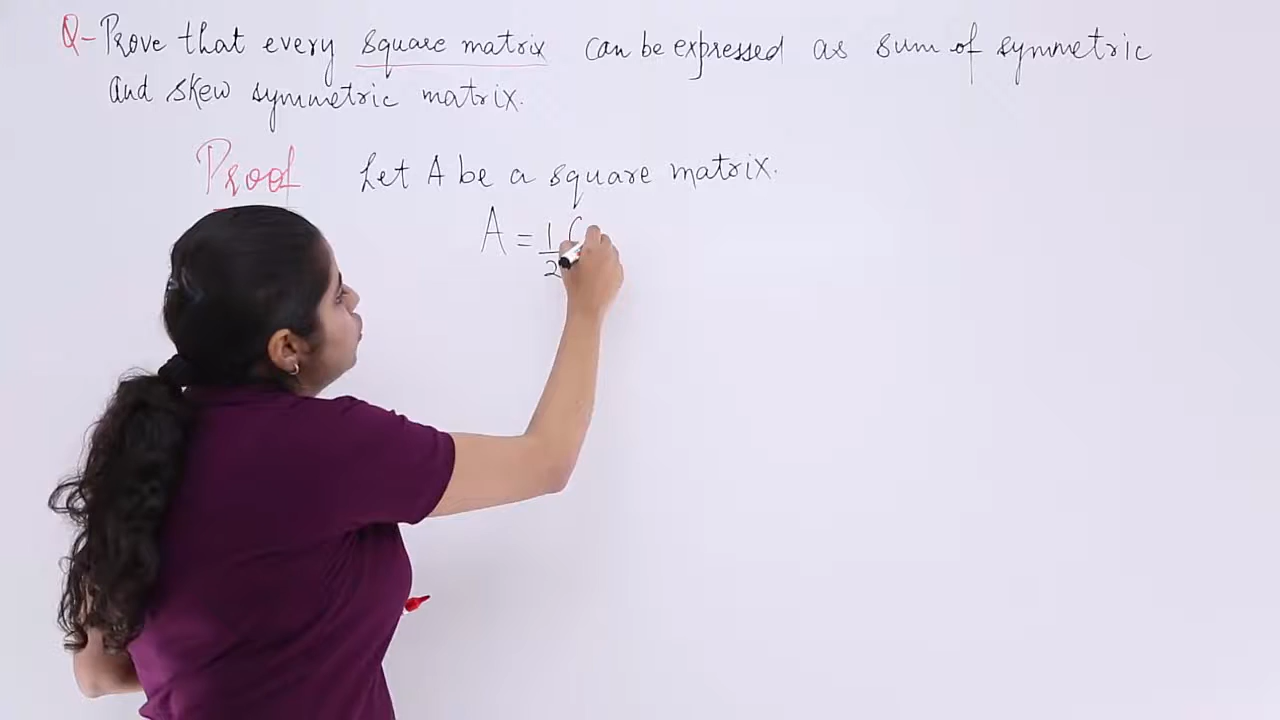 Q- Prove that every square matrix can be expressed as sum of symmetric
and skew symmetric matrix.
Proof Let A be a square matrix.
A = 1/2 (